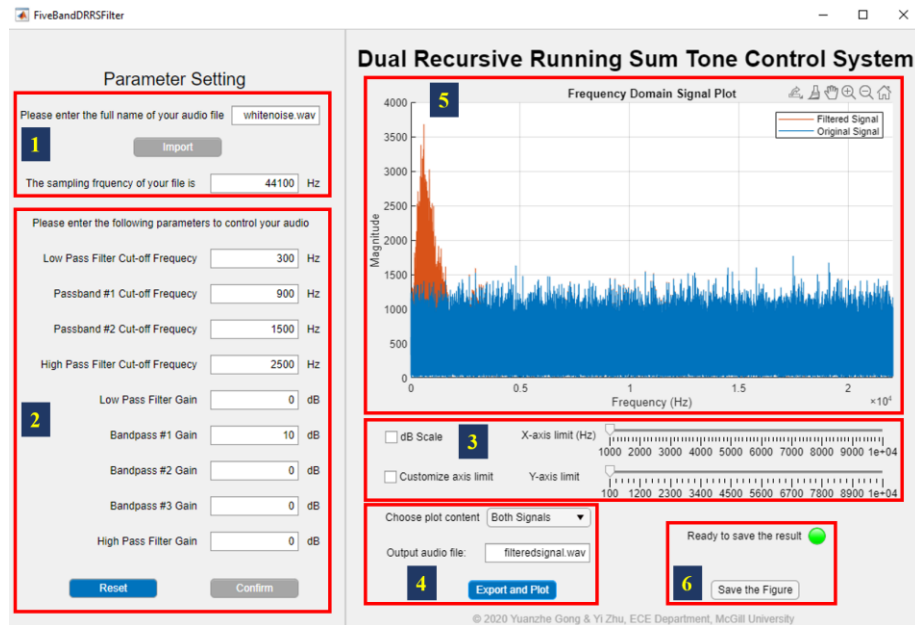 FiveBandDRRSFilter
Parameter Setting
1
Please enter the full name of your audio file whitenoise.wav
Import
The sampling frquency of your file is 44100 Hz
2
Please enter the following parameters to control your audio
Low Pass Filter Cut-off Frequecy 300 Hz
Passband #1 Cut-off Frequecy 900 Hz
Passband #2 Cut-off Frequecy 1500 Hz
High Pass Filter Cut-off Frequecy 2500 Hz
Low Pass Filter Gain 0 dB
Bandpass #1 Gain 10 dB
Bandpass #2 Gain 0 dB
Bandpass #3 Gain 0 dB
High Pass Filter Gain 0 dB
Reset Confirm
Dual Recursive Running Sum Tone Control System
5
Frequency Domain Signal Plot
Filtered Signal
Original Signal
Magnitude
4000
3500
3000
2500
2000
1500
1000
500
0
0 0.5 1 1.5 2
×10⁴
Frequency (Hz)
3
dB Scale
X-axis limit (Hz)
1000 2000 3000 4000 5000 6000 7000 8000 9000 1e+04
Customize axis limit
Y-axis limit
100 1200 2300 3400 4500 5600 6700 7800 8900 1e+04
4
Choose plot content Both Signals
Output audio file: filteredsignal.wav
Export and Plot
6
Ready to save the result
Save the Figure
© 2020 Yuanzhe Gong & Yi Zhu, ECE Department, McGill University